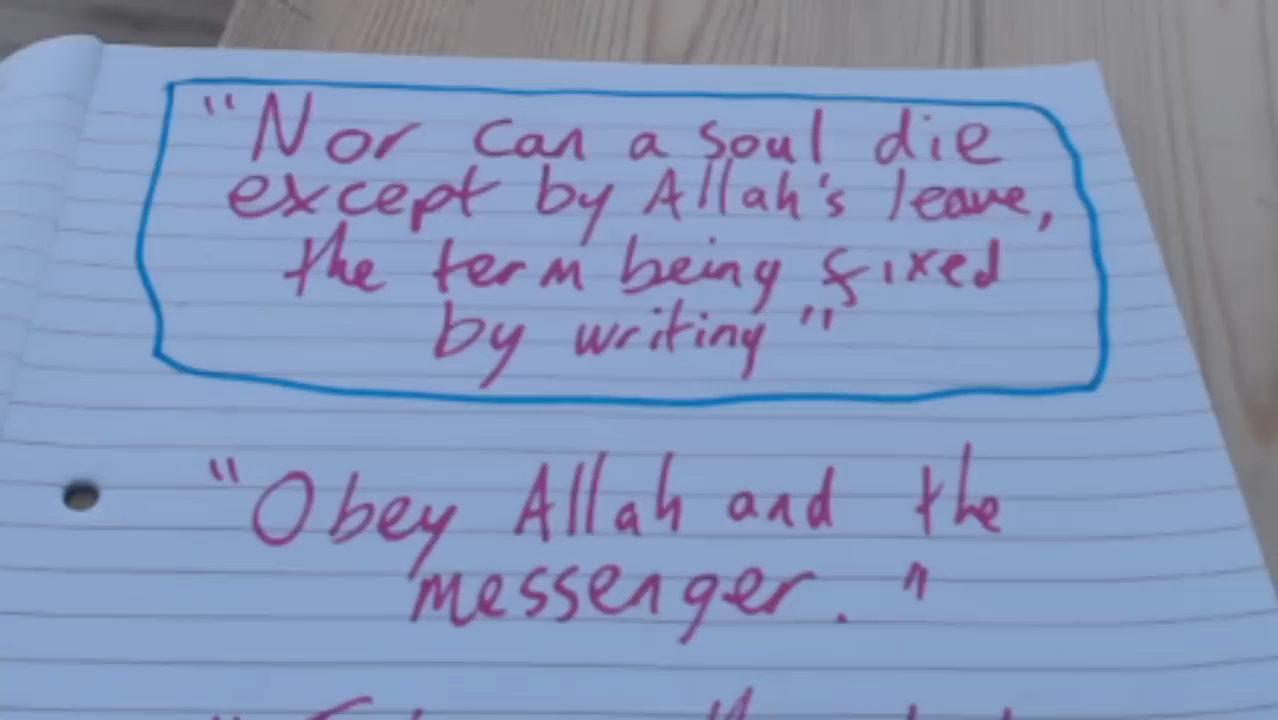 "Nor can a soul die
except by Allah's leave,
the term being fixed
by writing"
"Obey Allah and the
messenger."